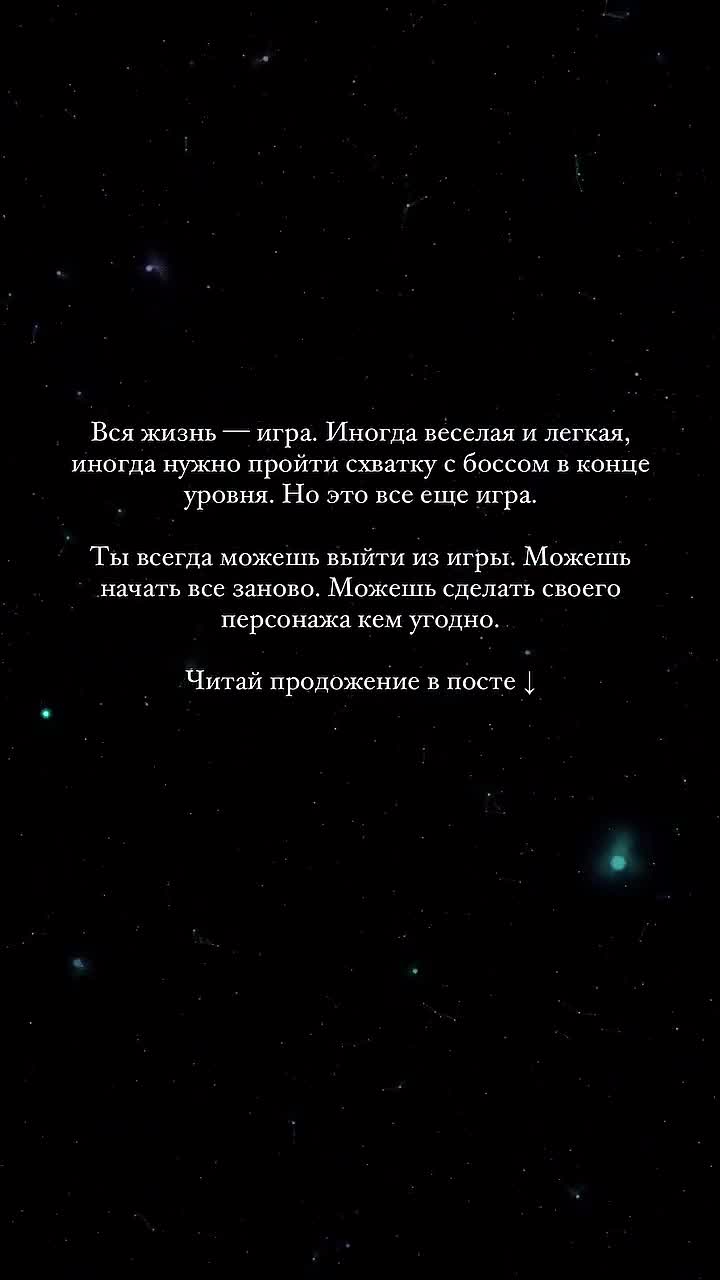 Вся жизнь — игра. Иногда веселая и легкая,
иногда нужно пройти схватку с боссом в конце
уровня. Но это все еще игра.
Ты всегда можешь выйти из игры. Можешь
начать все заново. Можешь сделать своего
персонажа кем угодно.
Читай продожение в посте ↓